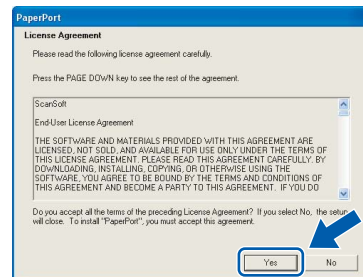 PaperPort
License Agreement
Please read the following license agreement carefully.
Press the PAGE DOWN key to see the rest of the agreement.
ScanSoft
End-User License Agreement
THE SOFTWARE AND MATERIALS PROVIDED WITH THIS AGREEMENT ARE
LICENSED, NOT SOLD, AND AVAILABLE FOR USE ONLY UNDER THE TERMS OF
THIS LICENSE AGREEMENT. PLEASE READ THIS AGREEMENT CAREFULLY. BY
DOWNLOADING, INSTALLING, COPYING, OR OTHERWISE USING THE
SOFTWARE, YOU AGREE TO BE BOUND BY THE TERMS AND CONDITIONS OF
THIS AGREEMENT AND BECOME A PARTY TO THIS AGREEMENT. IF YOU DO
Do you accept all the terms of the preceding License Agreement? If you select No, the setup
will close. To install "PaperPort", you must accept this agreement.
Yes
No